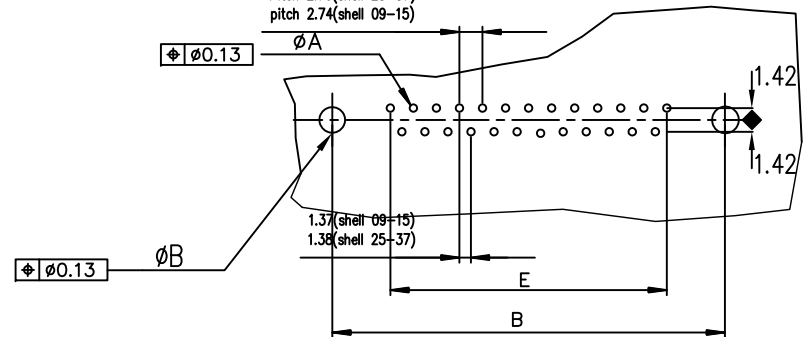 pitch 2.74(shell 09-15)
⌖ ø0.13
øA
1.42
1.42
1.37(shell 09-15)
1.38(shell 25-37)
øB
⌖ ø0.13
E
B